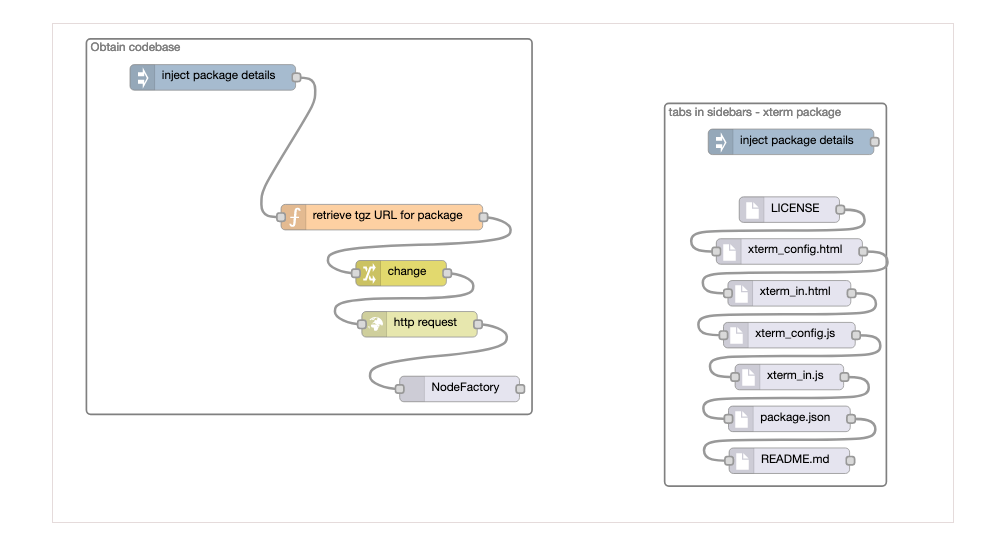 Obtain codebase
inject package details
retrieve tgz URL for package
change
http request
NodeFactory
tabs in sidebars - xterm package
inject package details
LICENSE
xterm_config.html
xterm_in.html
xterm_config.js
xterm_in.js
package.json
README.md